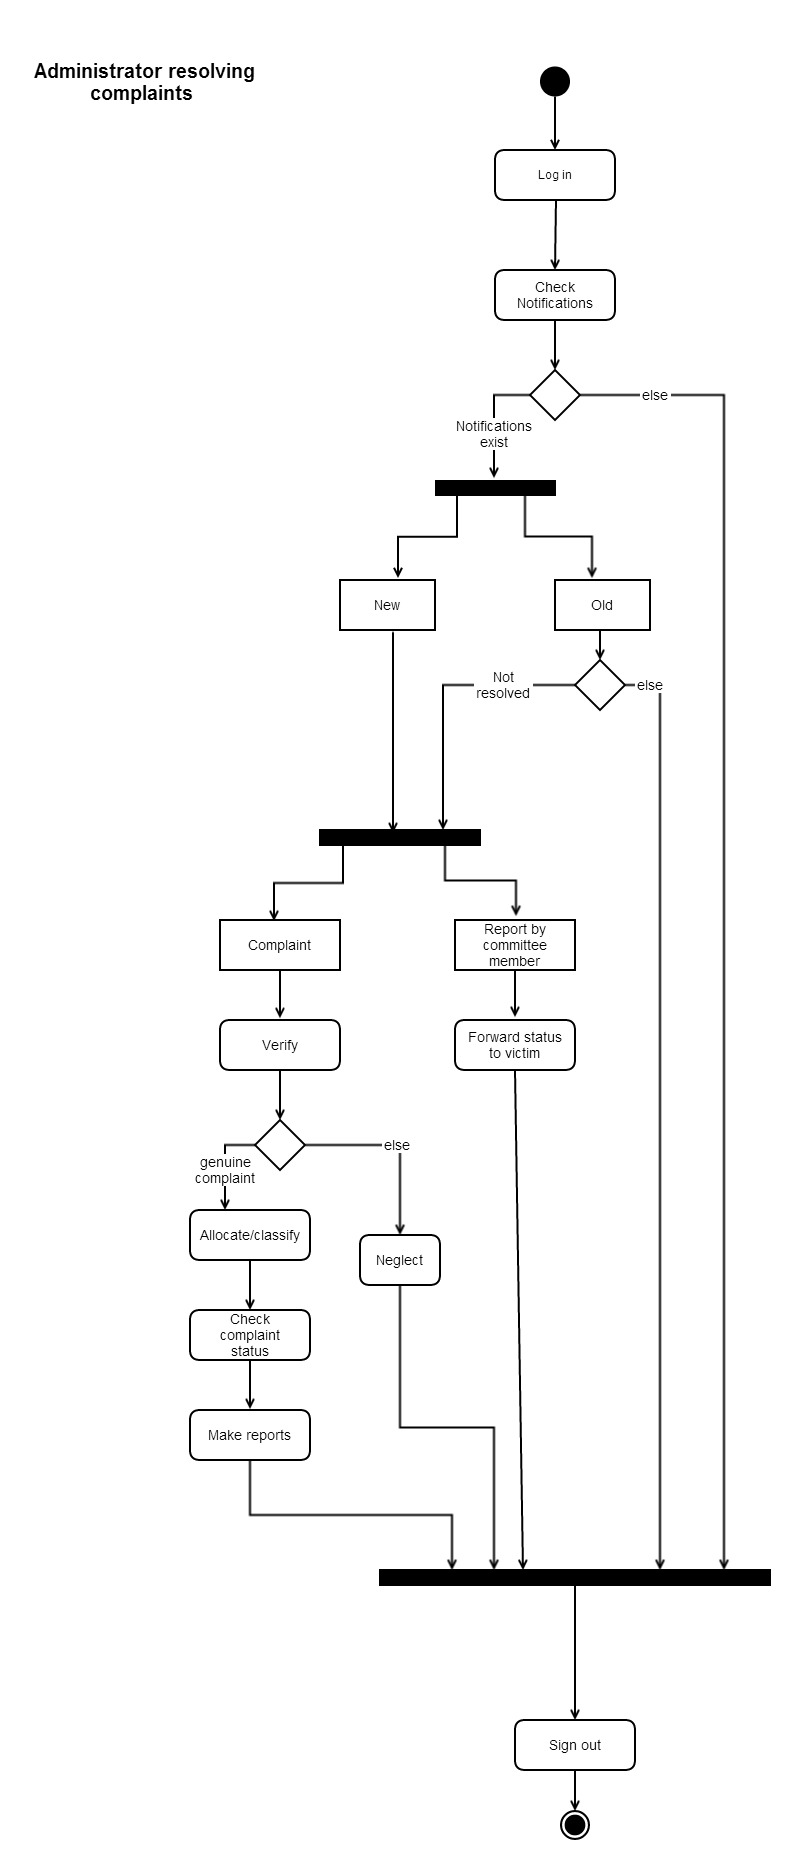 Administrator resolving
complaints
Log in
Check
Notifications
else
Notifications
exist
New
Old
Not
resolved
else
Complaint
Report by
committee
member
Verify
Forward status
to victim
else
genuine
complaint
Allocate/classify
Neglect
Check
complaint
status
Make reports
Sign out